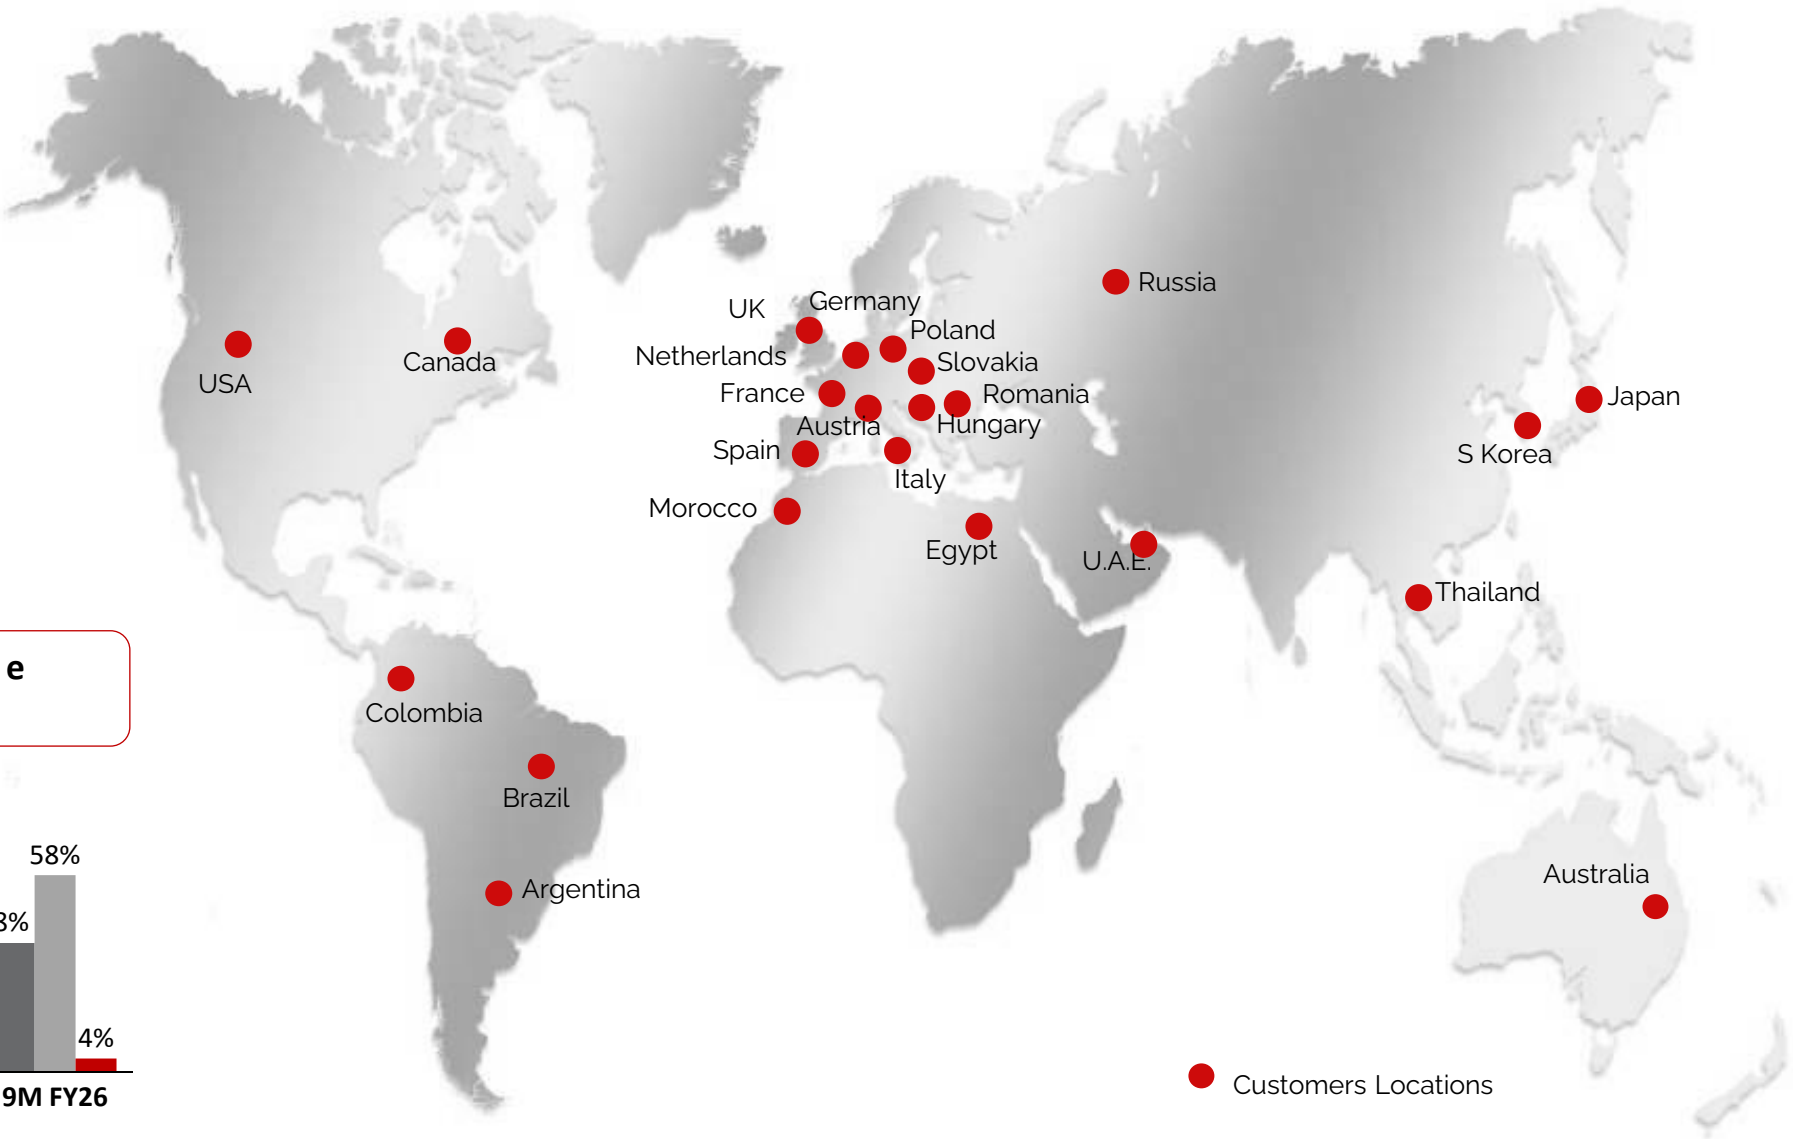 Russia
UK
Germany
Poland
Netherlands
Slovakia
USA
Canada
France
Romania
Japan
Austria
Hungary
Spain
S Korea
Italy
Morocco
Egypt
U.A.E.
Thailand
e
Colombia
Brazil
58%
Australia
Argentina
8%
4%
9M FY26
Customers Locations